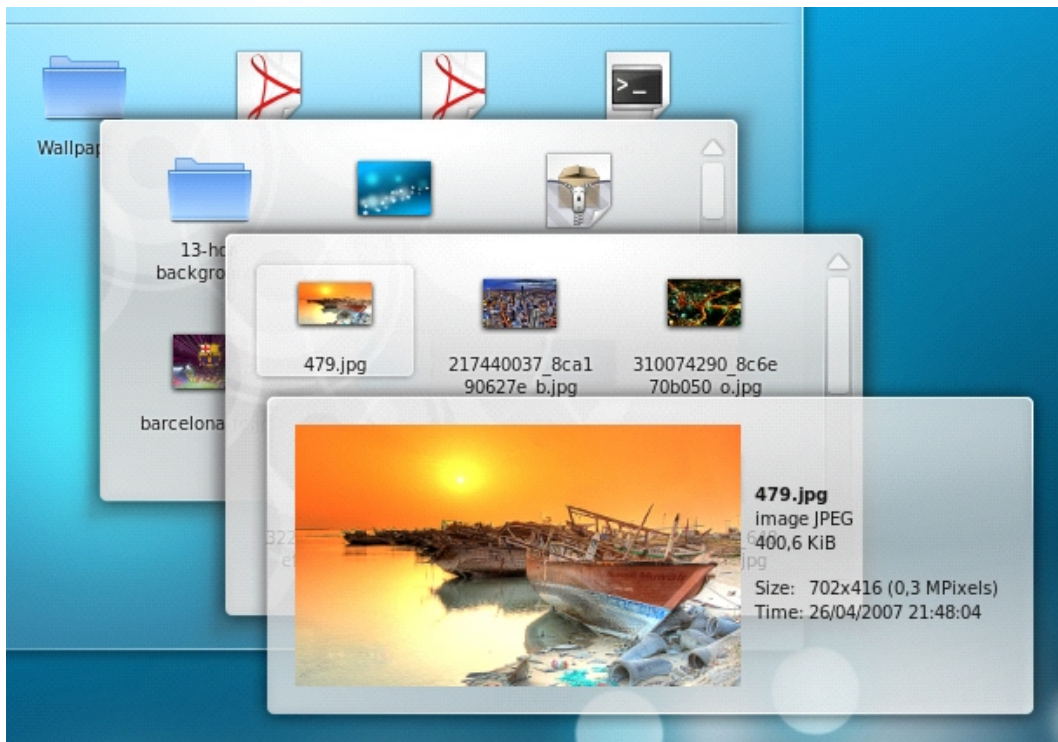 >_
13-ho
backgro
barcelona
479.jpg
217440037_8ca1
90627e_b.jpg
310074290_8c6e
70b050_o.jpg
479.jpg
image JPEG
400,6 KiB
Size: 702x416 (0,3 MPixels)
Time: 26/04/2007 21:48:04